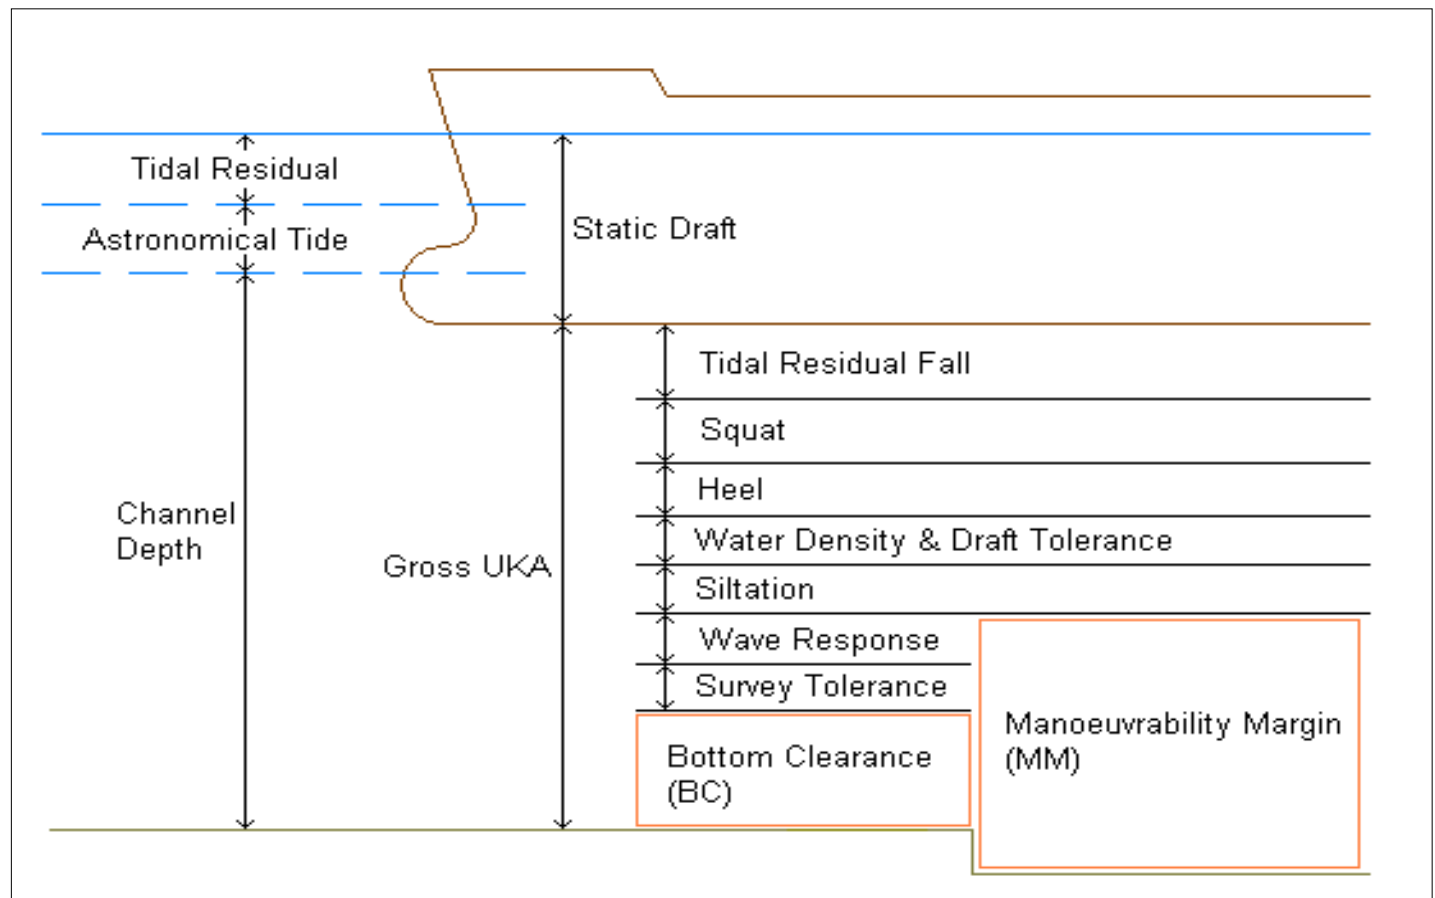 Tidal Residual
Astronomical Tide
Static Draft
Tidal Residual Fall
Squat
Heel
Channel
Depth
Gross UKA
Water Density & Draft Tolerance
Siltation
Wave Response
Survey Tolerance
Bottom Clearance
(BC)
Manoeuvrability Margin
(MM)